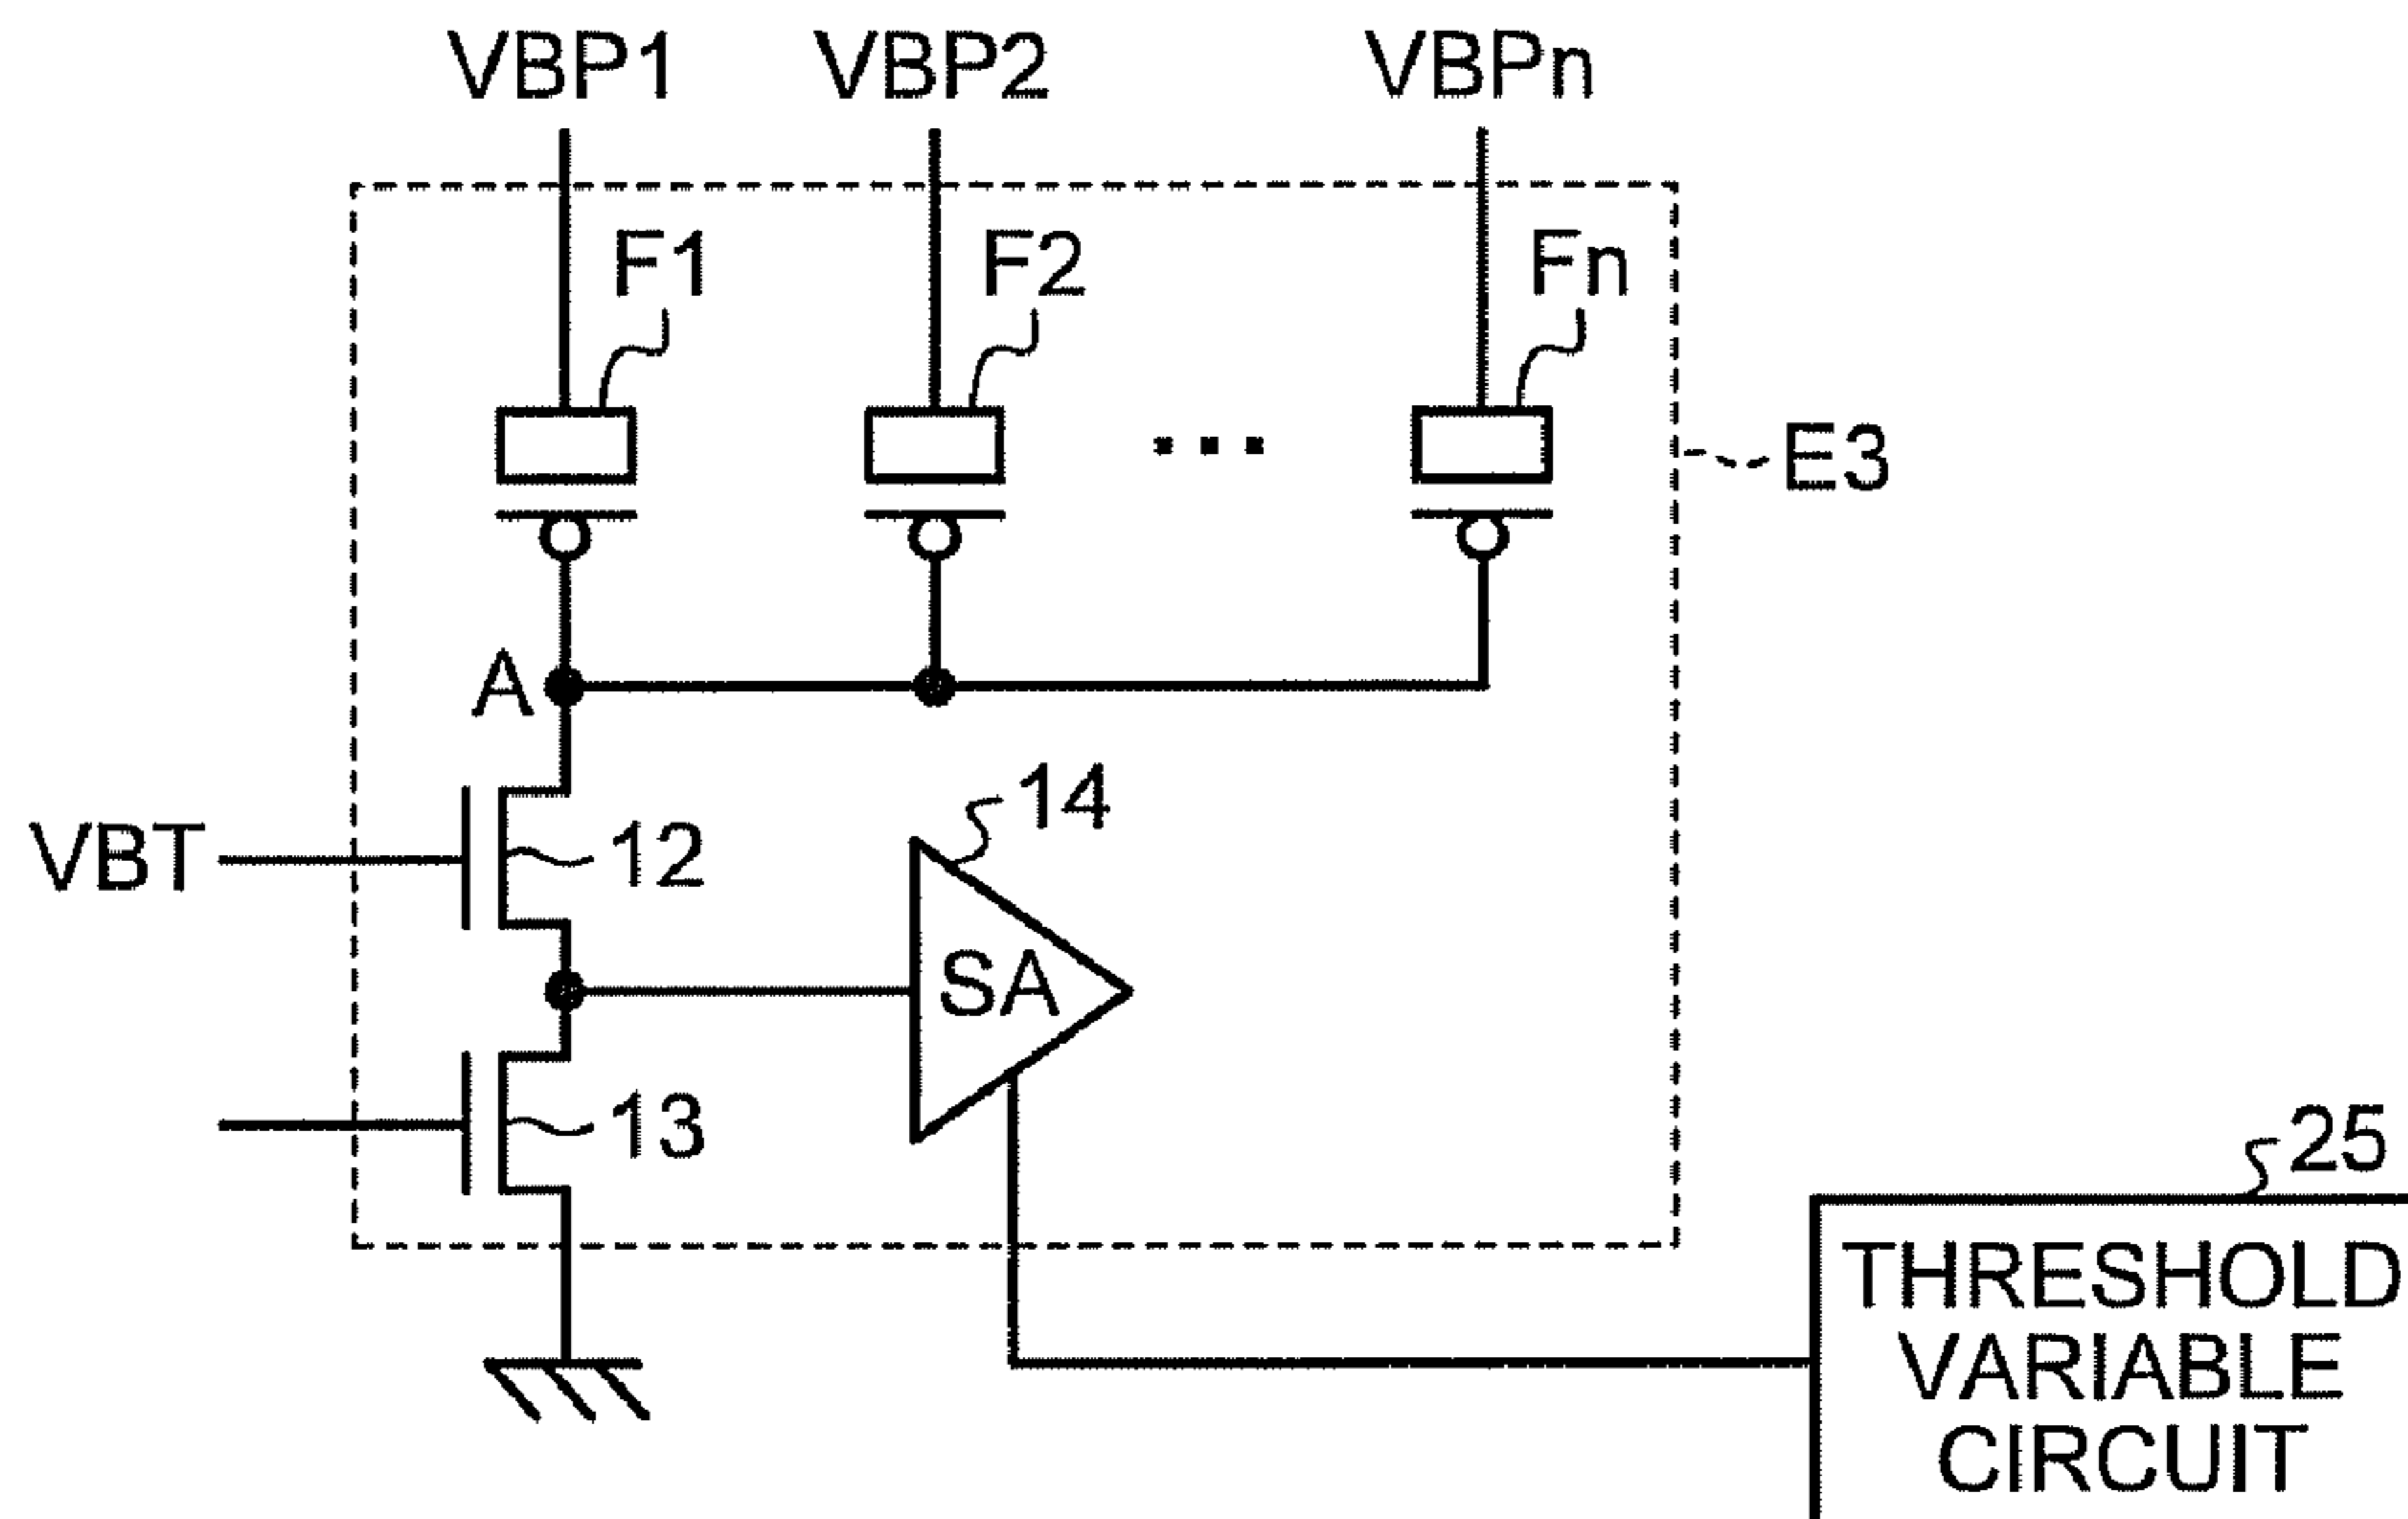 VBP1 VBP2 VBPn
F1 F2 Fn
E3
A
14
VBT 12
SA
13
25
THRESHOLD
VARIABLE
CIRCUIT